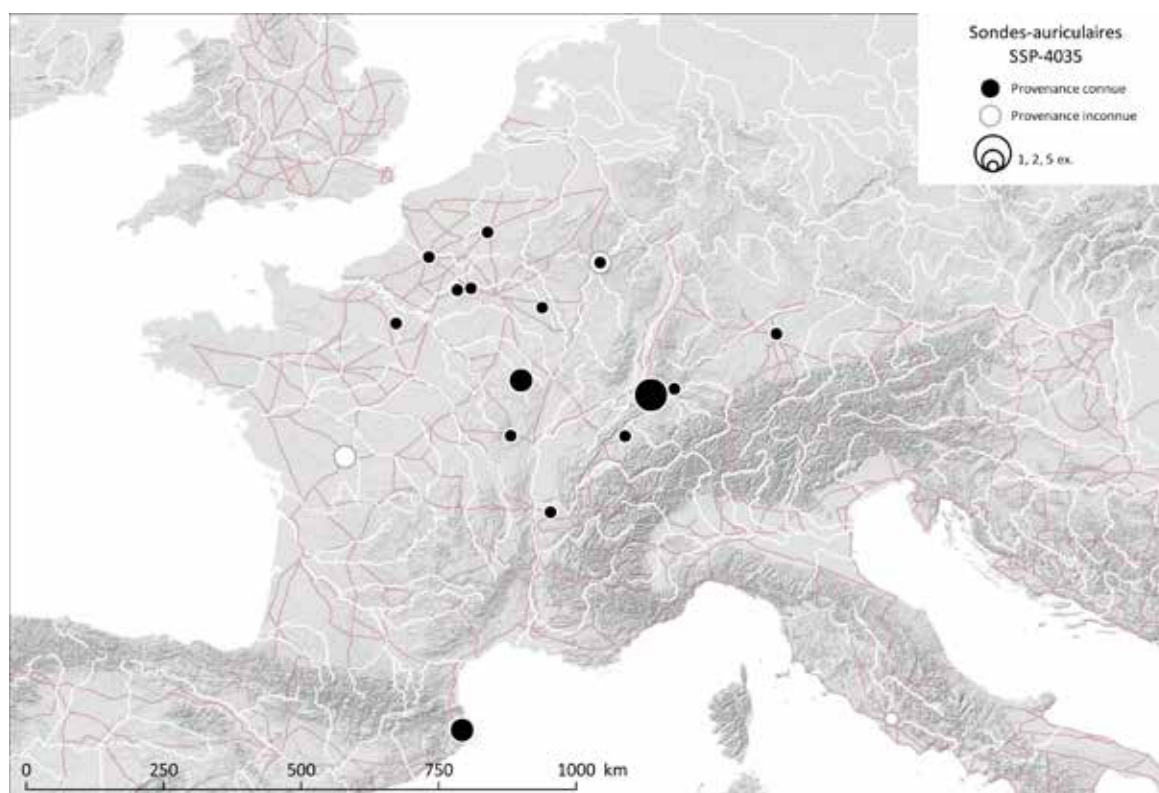 Sondes-auriculaires
SSP-4035
Provenance connue
Provenance inconnue
1, 2, 5 ex.
0 250 500 750 1000 km